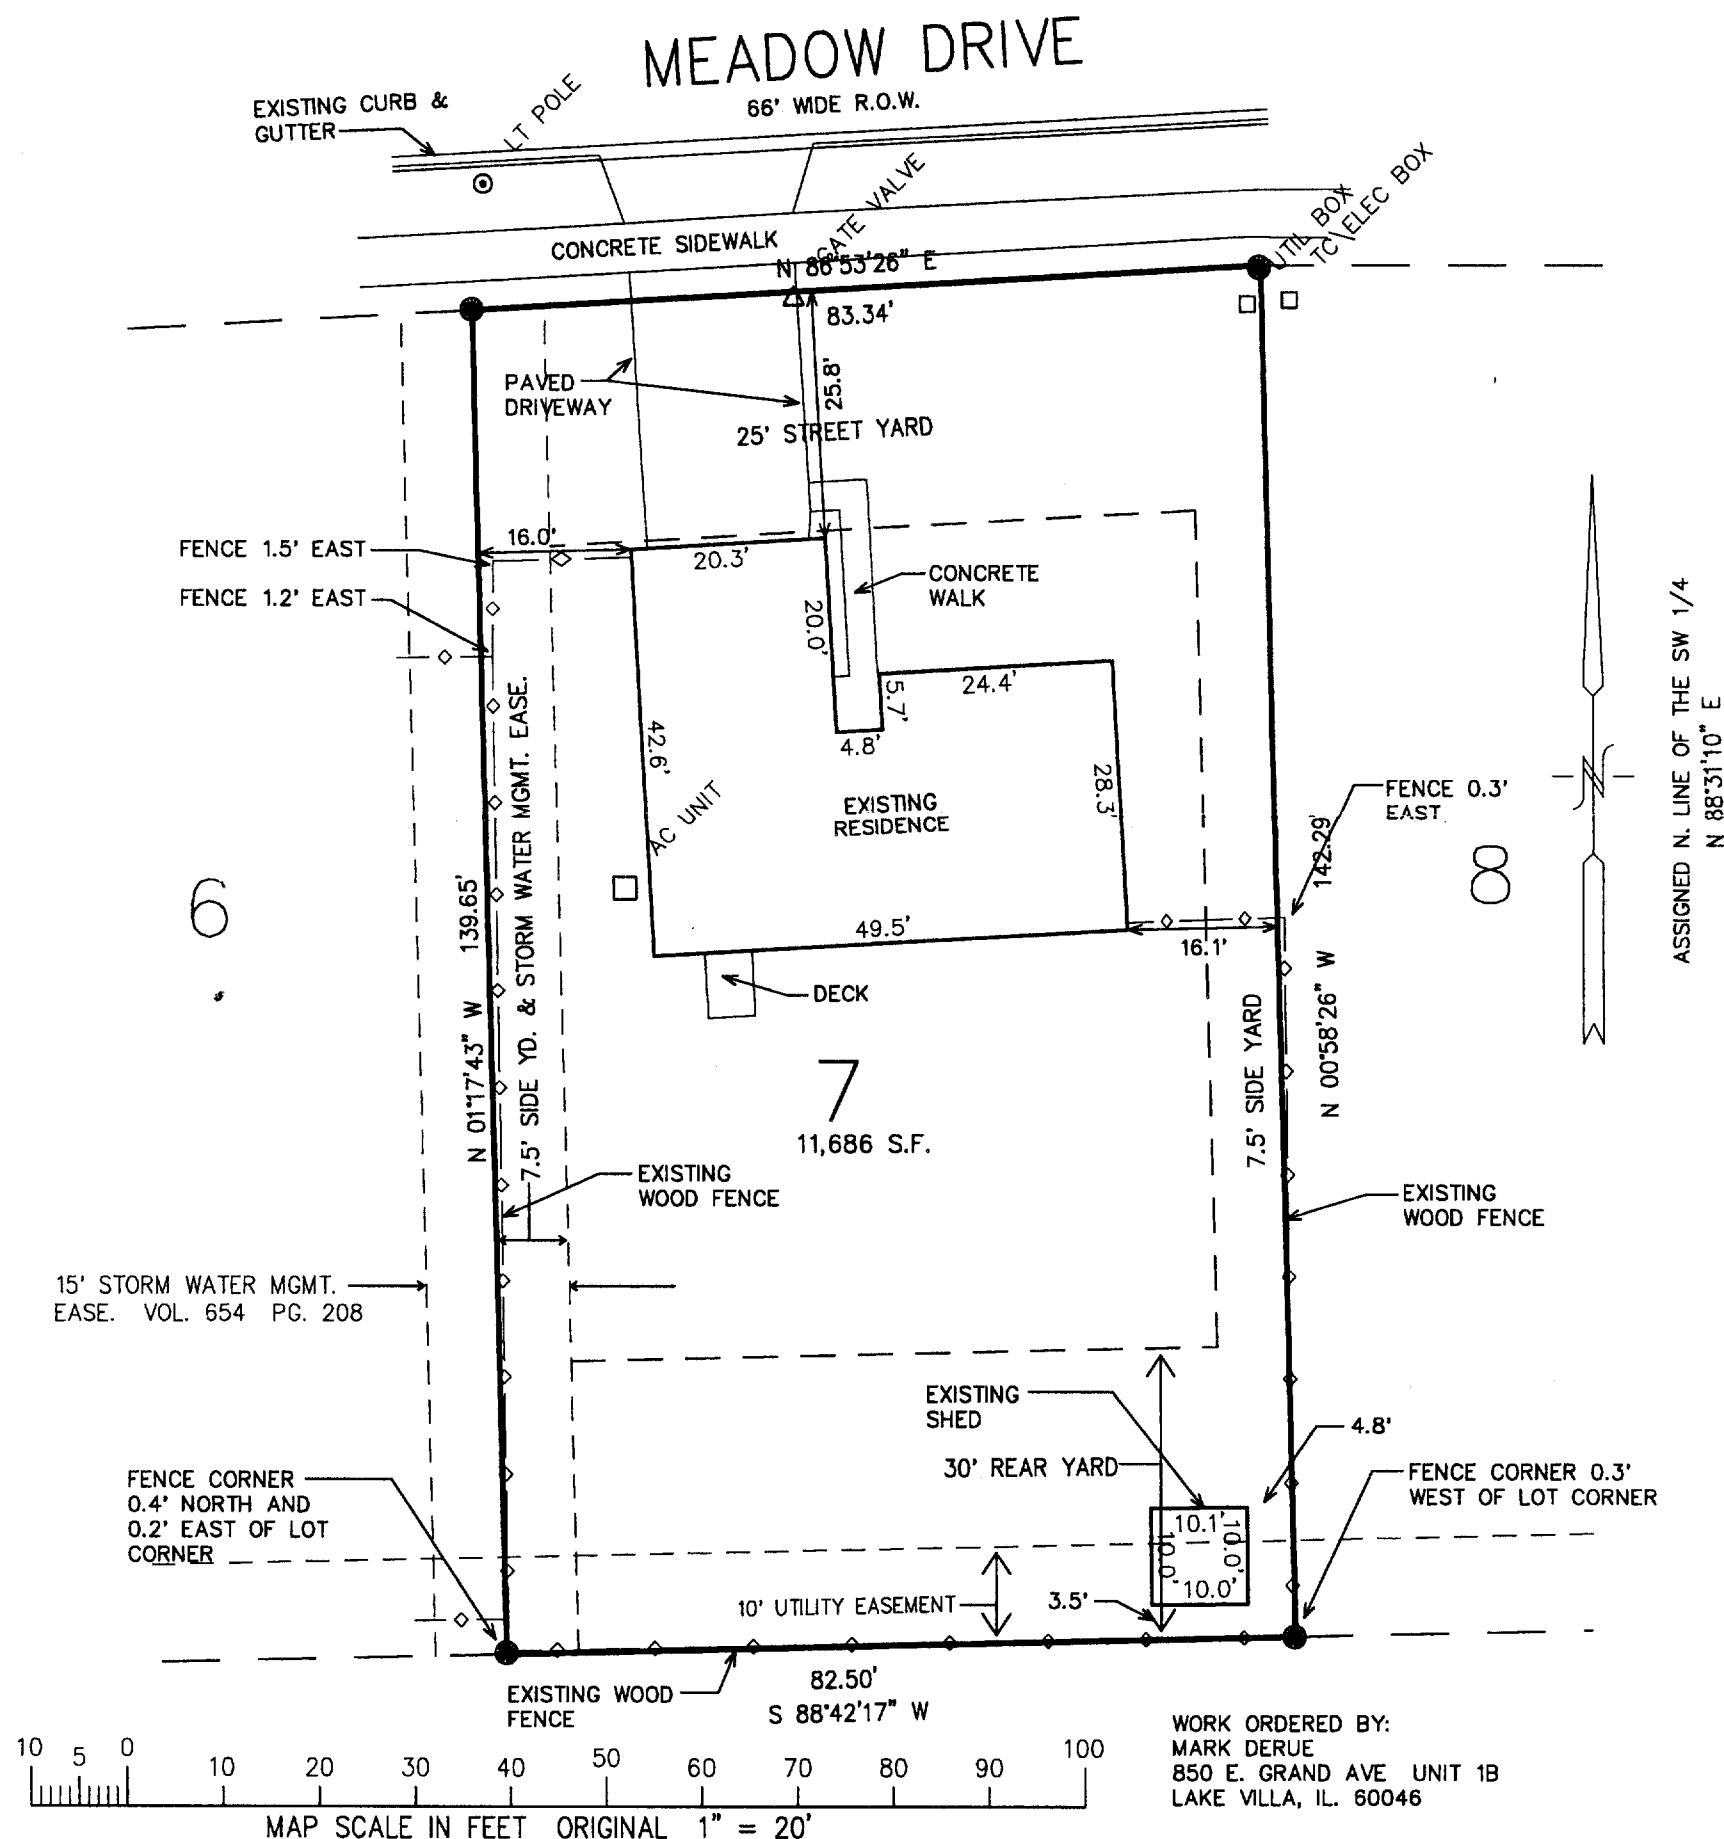 MEADOW DRIVE
66' WIDE R.O.W.
EXISTING CURB &
GUTTER
LT POLE
GATE VALVE
UTIL BOX
TC\ELEC BOX
CONCRETE SIDEWALK
N 86°53'26" E
83.34'
PAVED
DRIVEWAY
25.8'
25' STREET YARD
FENCE 1.5' EAST
16.0'
20.3'
FENCE 1.2' EAST
CONCRETE
WALK
20.0'
24.4'
5.7'
4.8'
42.6'
28.3'
AC UNIT
EXISTING
RESIDENCE
FENCE 0.3'
EAST
ASSIGNED N. LINE OF THE SW 1/4
N 88°31'10" E
N
6
8
49.5'
16.1'
DECK
N 01°17'43" W 139.65'
7.5' SIDE YD. & STORM WATER MGMT. EASE.
7.5' SIDE YARD
N 00°58'26" W 142.29'
7
11,686 S.F.
EXISTING
WOOD FENCE
EXISTING
WOOD FENCE
15' STORM WATER MGMT.
EASE. VOL. 654 PG. 208
EXISTING
SHED
4.8'
30' REAR YARD
FENCE CORNER
0.4' NORTH AND
0.2' EAST OF LOT
CORNER
FENCE CORNER 0.3'
WEST OF LOT CORNER
10.1'
10.0'
10.0'
10.0'
10' UTILITY EASEMENT
3.5'
82.50'
S 88°42'17" W
EXISTING WOOD
FENCE
10 5 0 10 20 30 40 50 60 70 80 90 100
MAP SCALE IN FEET ORIGINAL 1" = 20'
WORK ORDERED BY:
MARK DERUE
850 E. GRAND AVE UNIT 1B
LAKE VILLA, IL. 60046